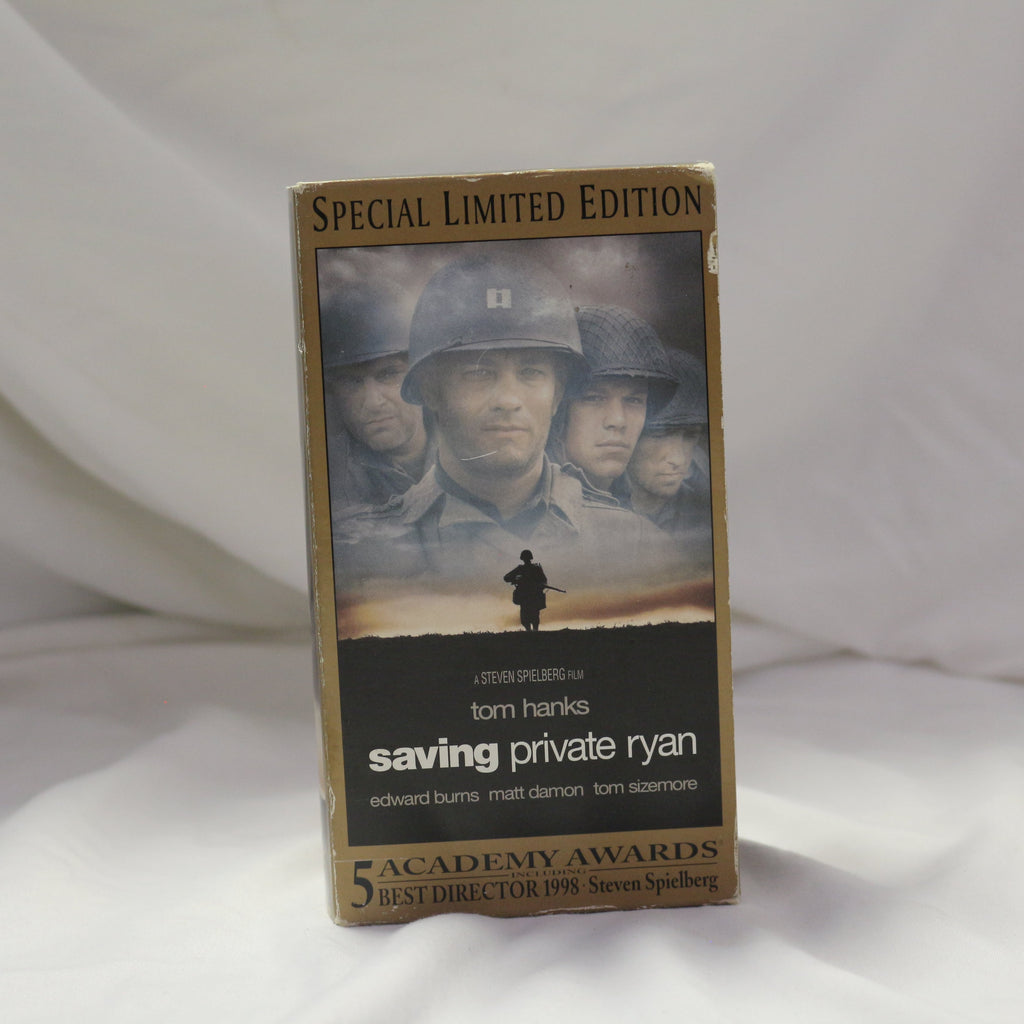 SPECIAL LIMITED EDITION
A STEVEN SPIELBERG FILM
tom hanks
saving private ryan
edward burns matt damon tom sizemore
5 ACADEMY AWARDS®
INCLUDING
BEST DIRECTOR 1998 · Steven Spielberg